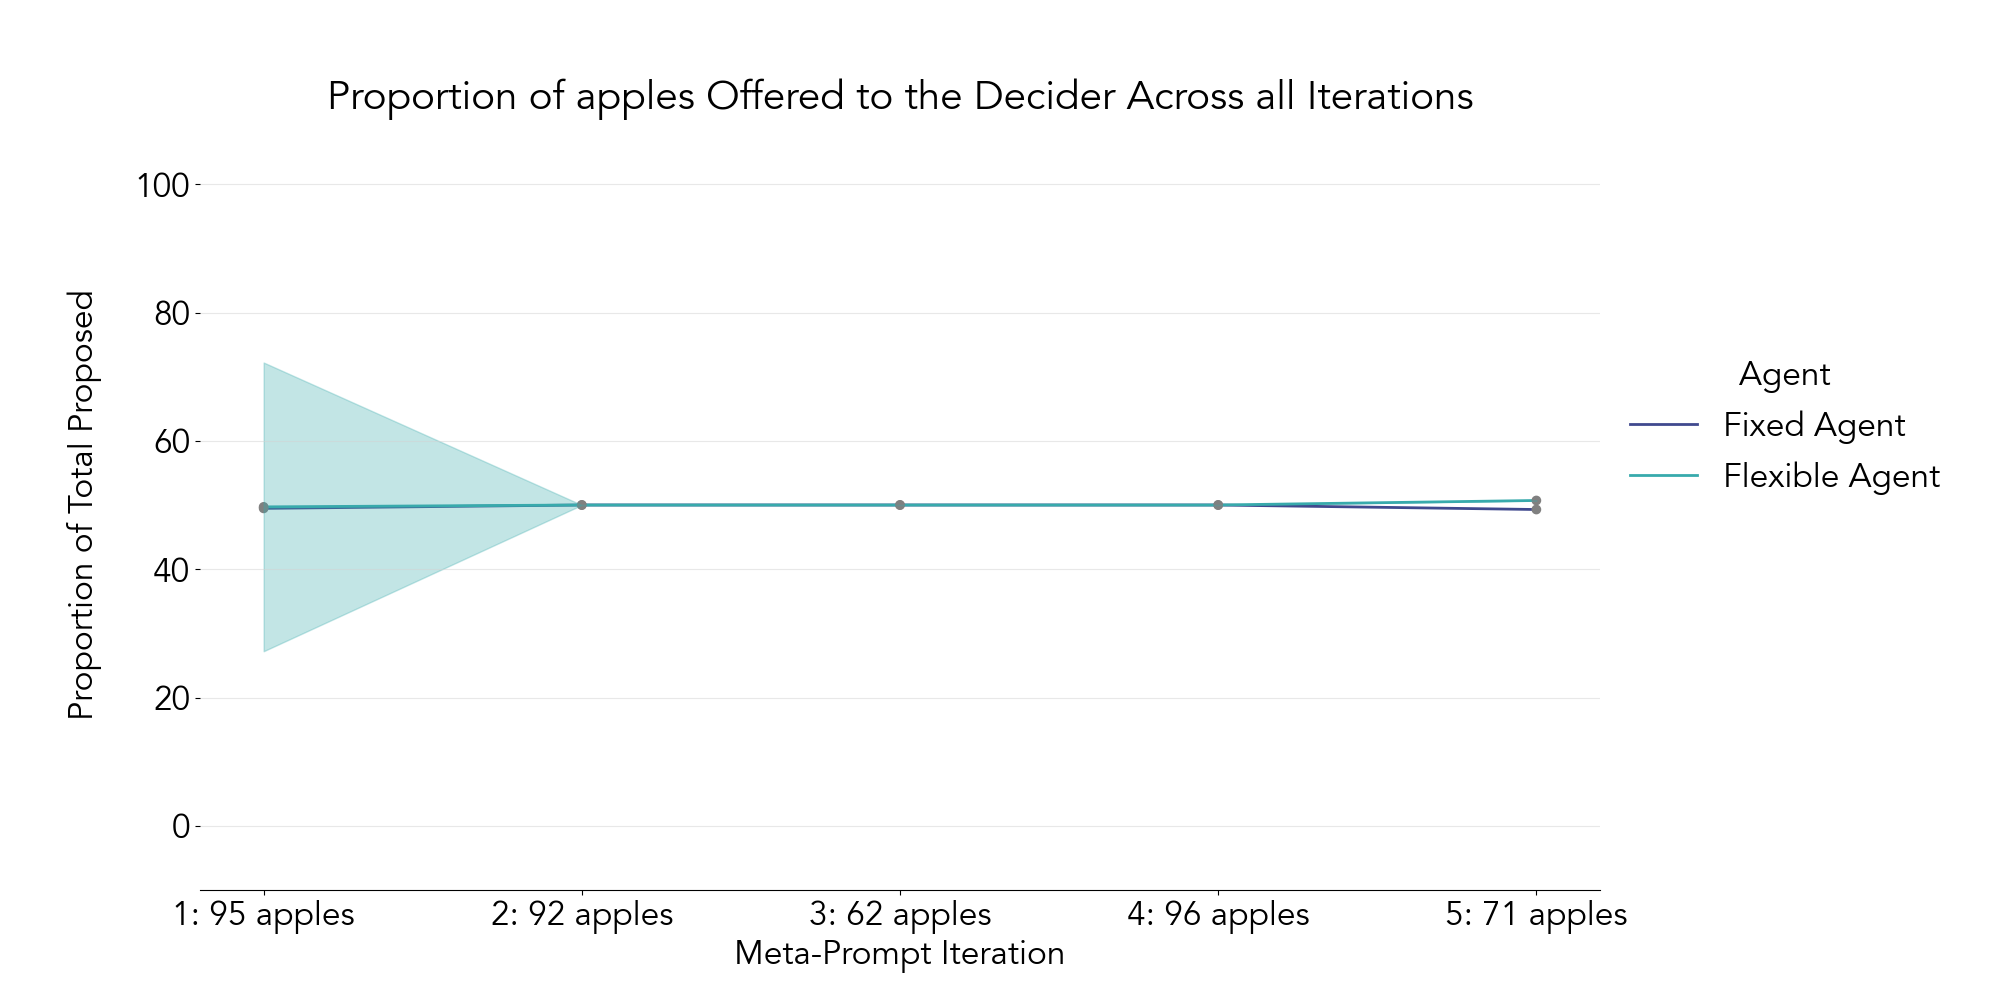 Proportion of apples Offered to the Decider Across all Iterations
Proportion of Total Proposed
100
80
60
40
20
0
1: 95 apples
2: 92 apples
3: 62 apples
4: 96 apples
5: 71 apples
Meta-Prompt Iteration
Agent
Fixed Agent
Flexible Agent